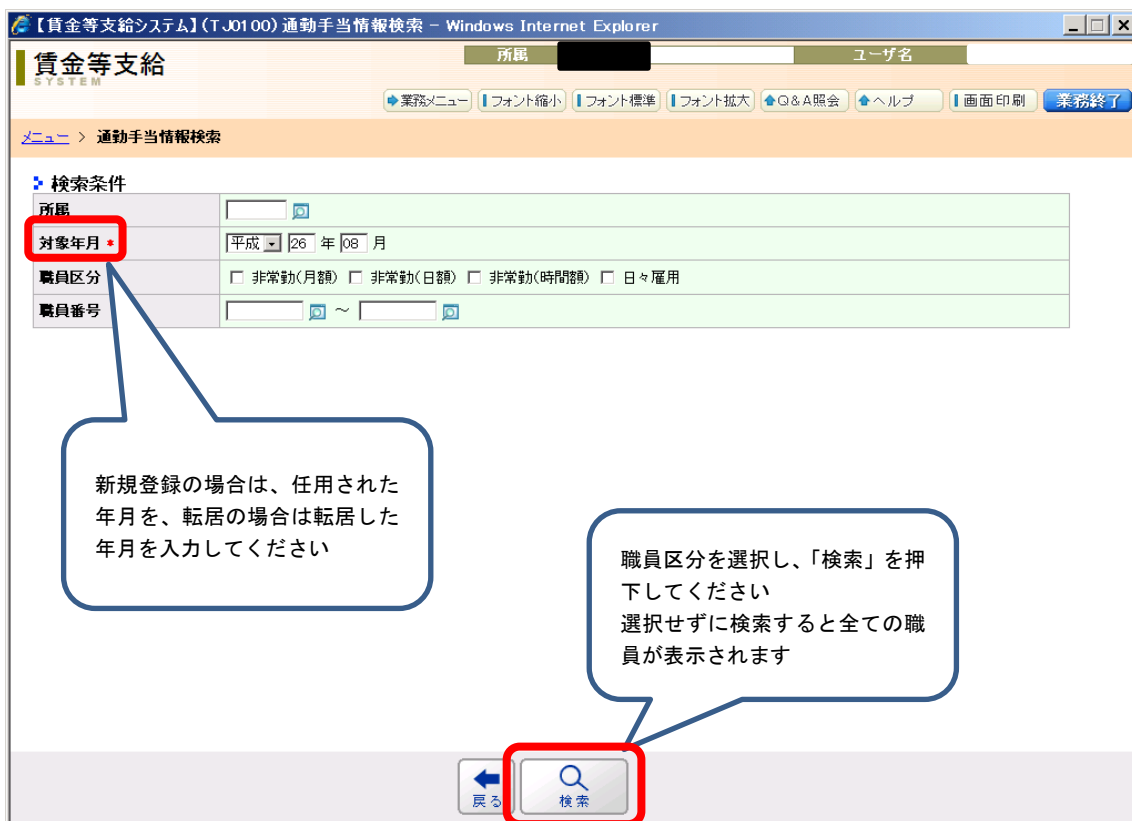 【賃金等支給システム】(TJ0100)通勤手当情報検索 - Windows Internet Explorer
賃金等支給
SYSTEM
所属 ユーザ名
業務メニュー フォント縮小 フォント標準 フォント拡大 Q&A照会 ヘルプ 画面印刷 業務終了
メニュー > 通勤手当情報検索
検索条件
所属
対象年月 * 平成 26 年 08 月
職員区分 非常勤(月額) 非常勤(日額) 非常勤(時間額) 日々雇用
職員番号 ～
新規登録の場合は、任用された
年月を、転居の場合は転居した
年月を入力してください
職員区分を選択し、「検索」を押
下してください
選択せずに検索すると全ての職
員が表示されます
戻る 検索